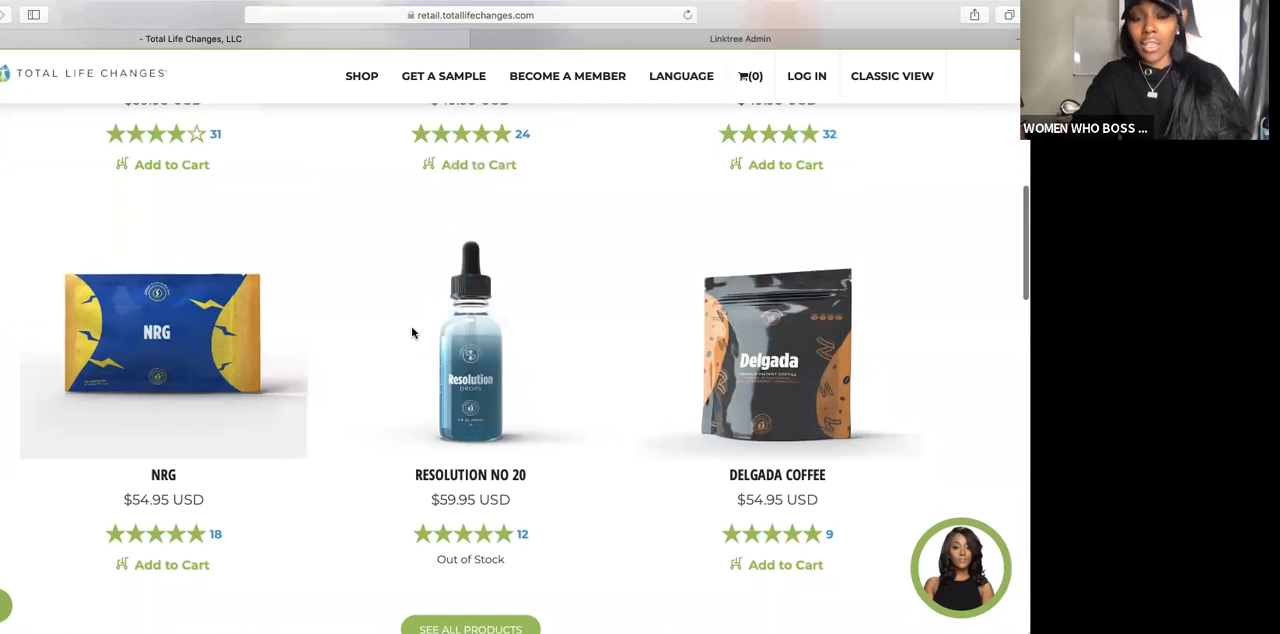 retail.totallifechanges.com
- Total Life Changes, LLC
Linktree Admin
TOTAL LIFE CHANGES
SHOP
GET A SAMPLE
BECOME A MEMBER
LANGUAGE
(0)
LOG IN
CLASSIC VIEW
WOMEN WHO BOSS ...
31
24
32
Add to Cart
Add to Cart
Add to Cart
NRG
Resolution
DROPS
Delgada
NRG
RESOLUTION NO 20
DELGADA COFFEE
$54.95 USD
$59.95 USD
$54.95 USD
18
12
9
Add to Cart
Out of Stock
Add to Cart
SEE ALL PRODUCTS